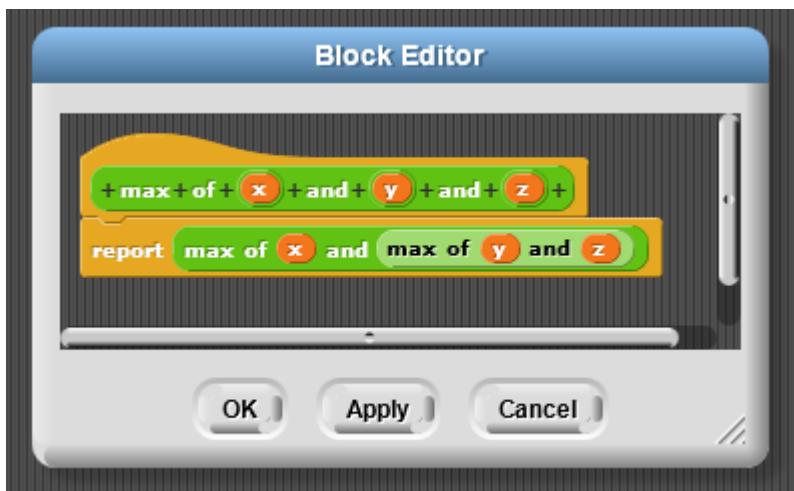 Block Editor
+max+of+ x +and+ y +and+ z +
report max of x and max of y and z
OK Apply Cancel